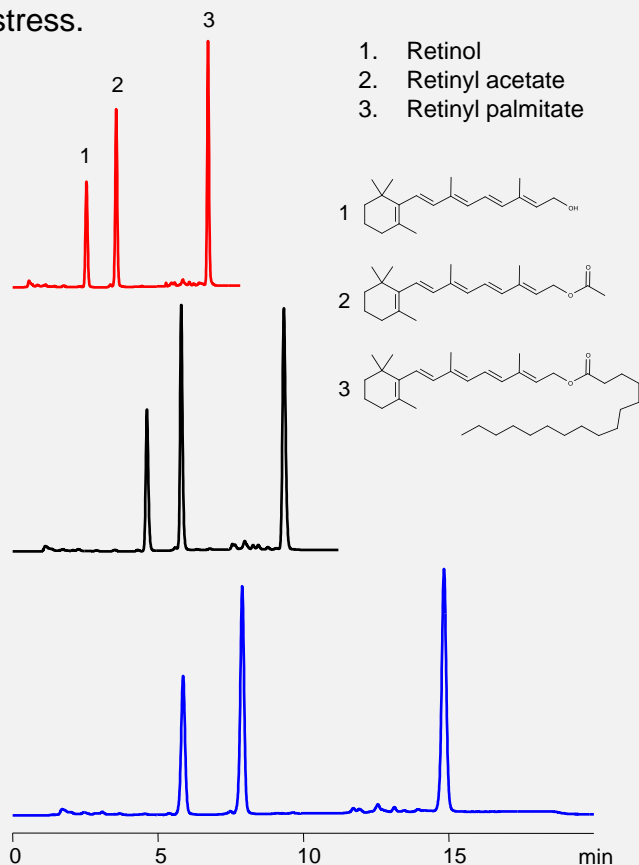 stress.
1. Retinol
2. Retinyl acetate
3. Retinyl palmitate
3
2
1
1
OH
2
O
O
3
O
O
0 5 10 15 min